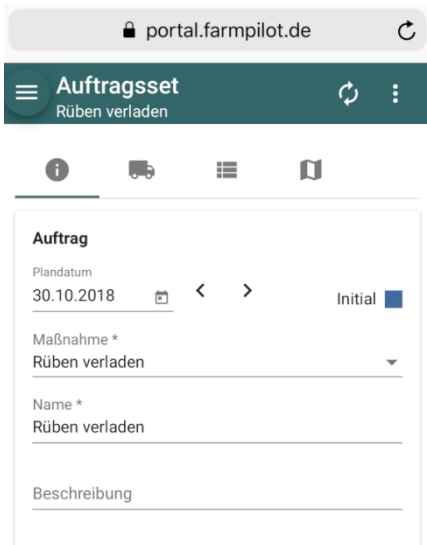 portal.farmpilot.de
Auftragsset
Rüben verladen
Auftrag
Plandatum
30.10.2018
Initial
Maßnahme *
Rüben verladen
Name *
Rüben verladen
Beschreibung